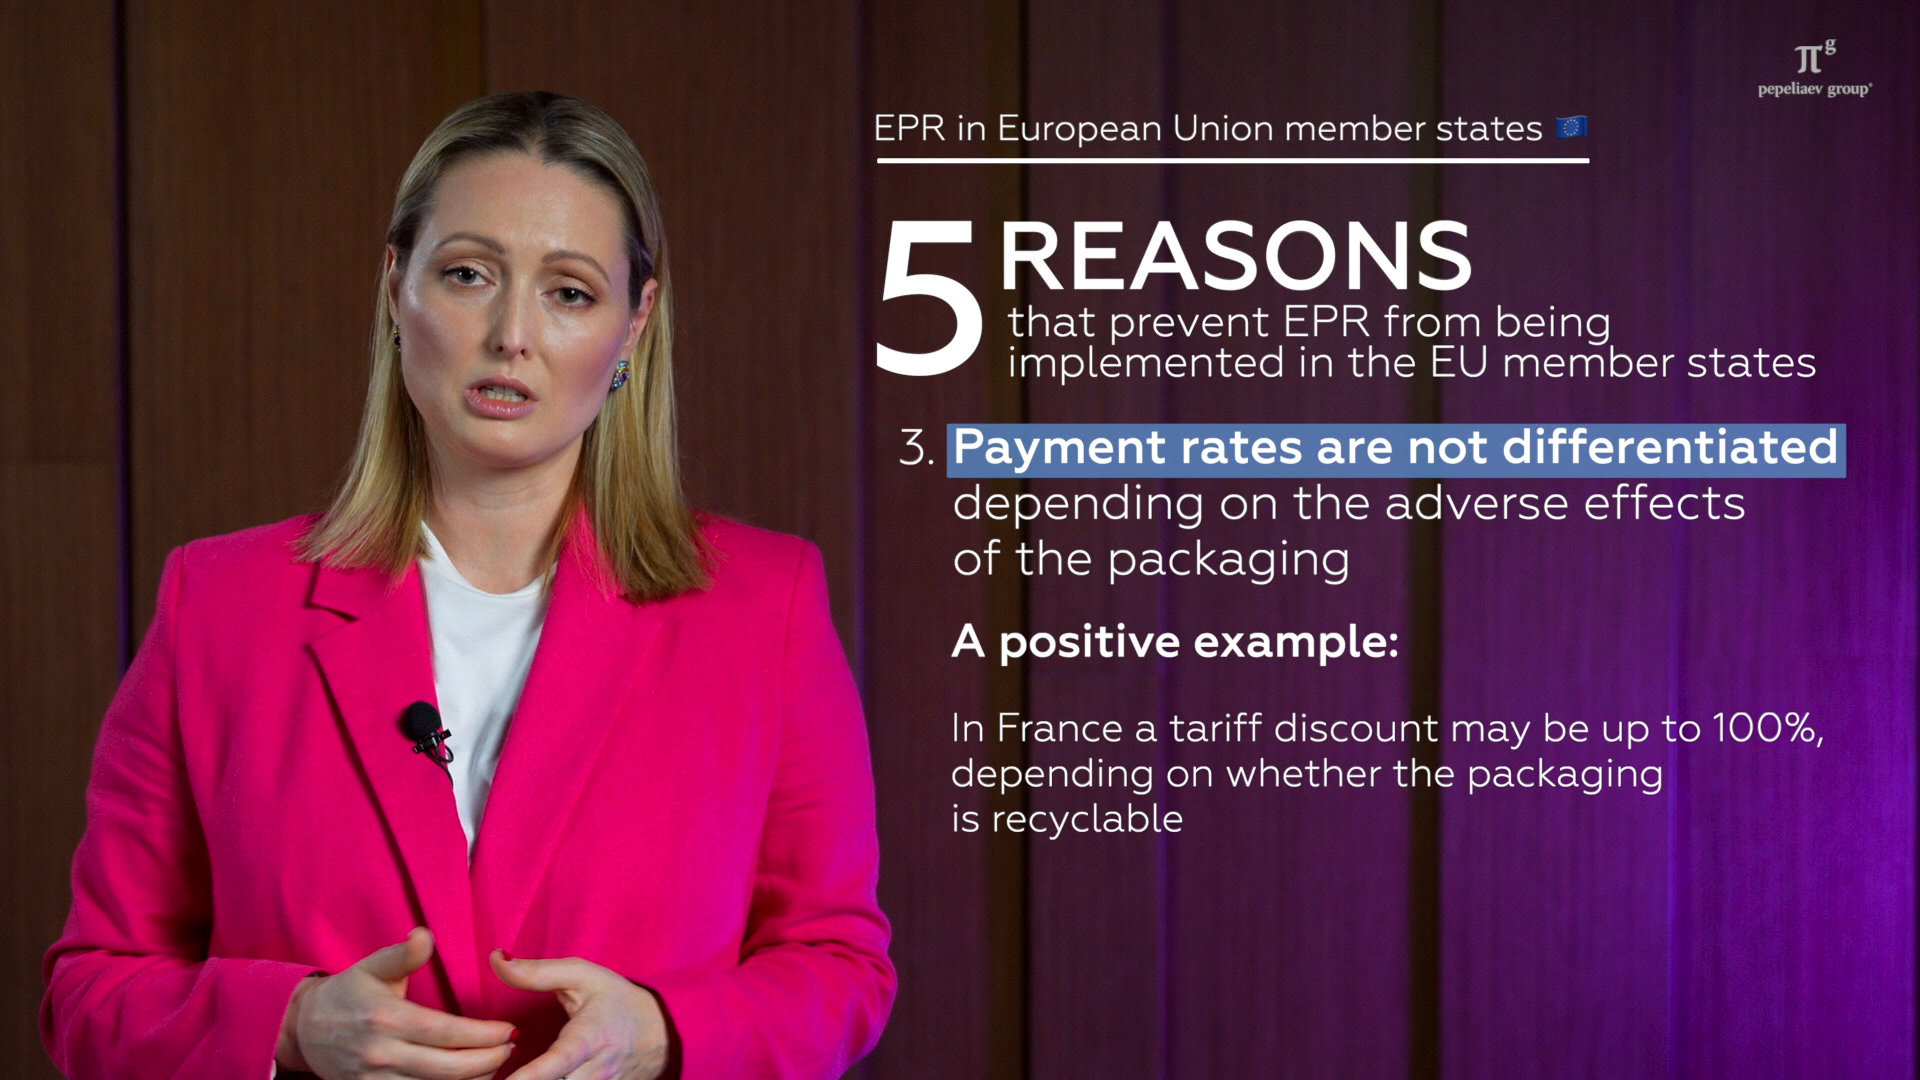 πg
pepeliaev group®
EPR in European Union member states 🇪🇺
5 REASONS
that prevent EPR from being
implemented in the EU member states
3. Payment rates are not differentiated
depending on the adverse effects
of the packaging
A positive example:
In France a tariff discount may be up to 100%,
depending on whether the packaging
is recyclable